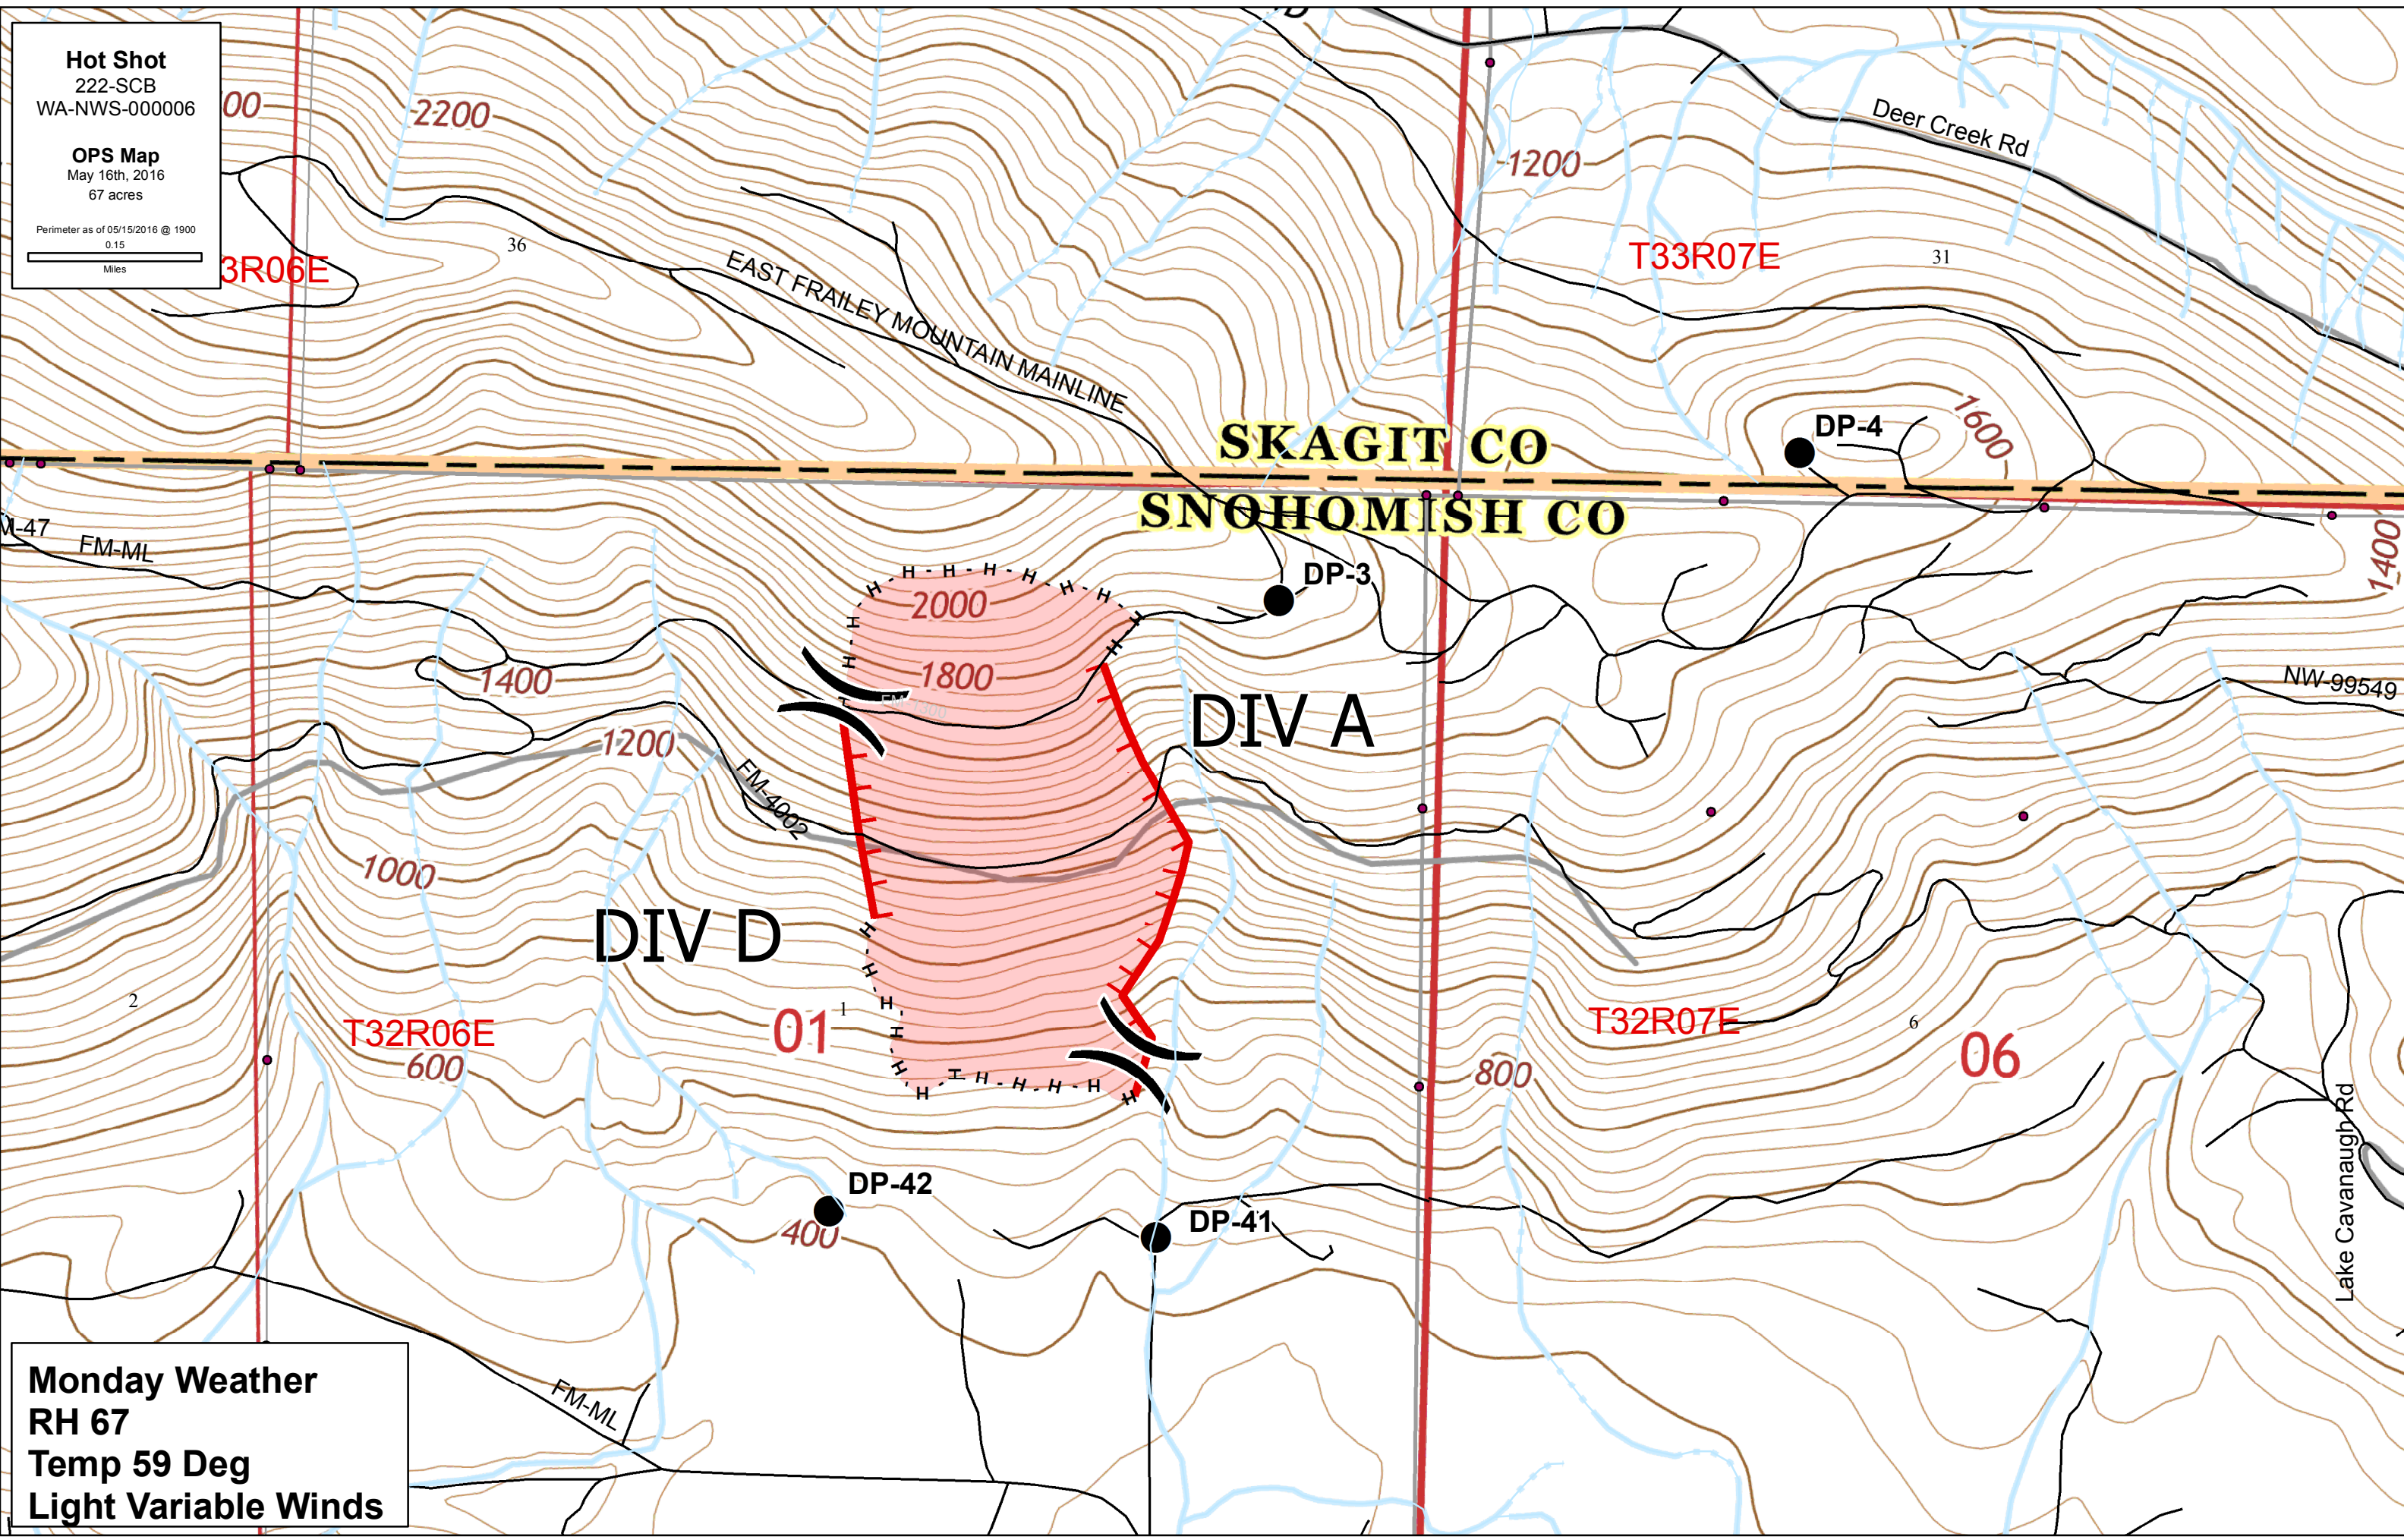 Hot Shot
222-SCB
WA-NWS-000006
OPS Map
May 16th, 2016
67 acres
Perimeter as of 05/15/2016 @ 1900
0.15
Miles
00
2200
1200
Deer Creek Rd
3R06E
36
T33R07E
31
EAST FRAILEY MOUNTAIN MAINLINE
SKAGIT CO
SNOHOMISH CO
DP-4
1600
1400
M-47
FM-ML
DP-3
2000
1800
FM-1300
1400
1200
DIV A
NW-99549
FM-4002
1000
DIV D
2
T32R06E
600
01
1
T32R07E
6
06
800
Lake Cavanaugh Rd
DP-42
400
DP-41
FM-ML
Monday Weather
RH 67
Temp 59 Deg
Light Variable Winds
H H H H H H H H H H H H
H H H H H H H H H H H H